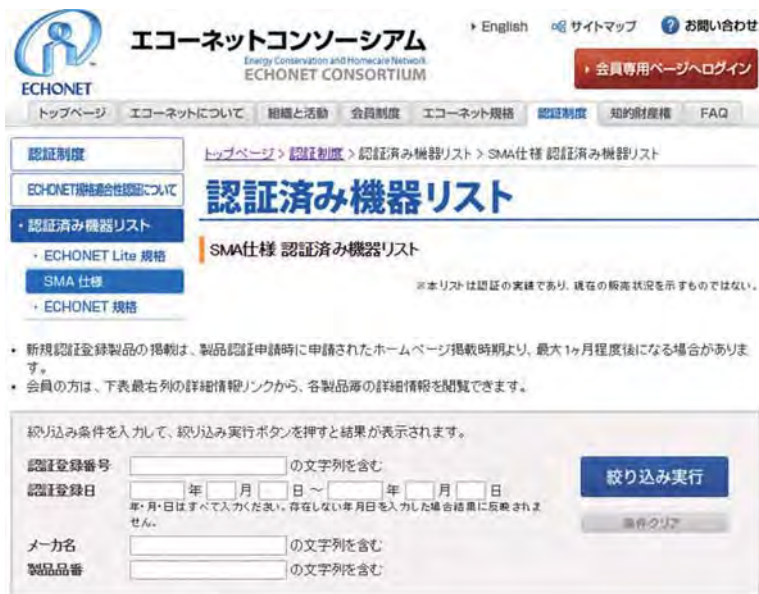 English サイトマップ ? お問い合わせ
エコーネットコンソーシアム
Energy Conservation and Homecare Network
ECHONET CONSORTIUM
ECHONET
会員専用ページへログイン
トップページ エコーネットについて 組織と活動 会員制度 エコーネット規格 認証制度 知的財産権 FAQ
認証制度
ECHONET規格適合性認証について
・認証済み機器リスト
・ECHONET Lite 規格
SMA 仕様
・ECHONET 規格
トップページ > 認証制度 > 認証済み機器リスト > SMA仕様 認証済み機器リスト
認証済み機器リスト
SMA仕様 認証済み機器リスト
※本リストは認証の実績であり、現在の販売状況を示すものではない。
• 新規認証登録製品の掲載は、製品認証申請時に申請されたホームページ掲載時期より、最大1ヶ月程度後になる場合がありま
す。
• 会員の方は、下表最右列の詳細情報リンクから、各製品毎の詳細情報を閲覧できます。
絞り込み条件を入力して、絞り込み実行ボタンを押すと結果が表示されます。
認証登録番号 の文字列を含む
認証登録日 年 月 日 ～ 年 月 日
年・月・日はすべて入力ください。存在しない年月日を入力した場合結果に反映されま
せん。
メーカ名 の文字列を含む
製品品番 の文字列を含む
絞り込み実行
条件クリア